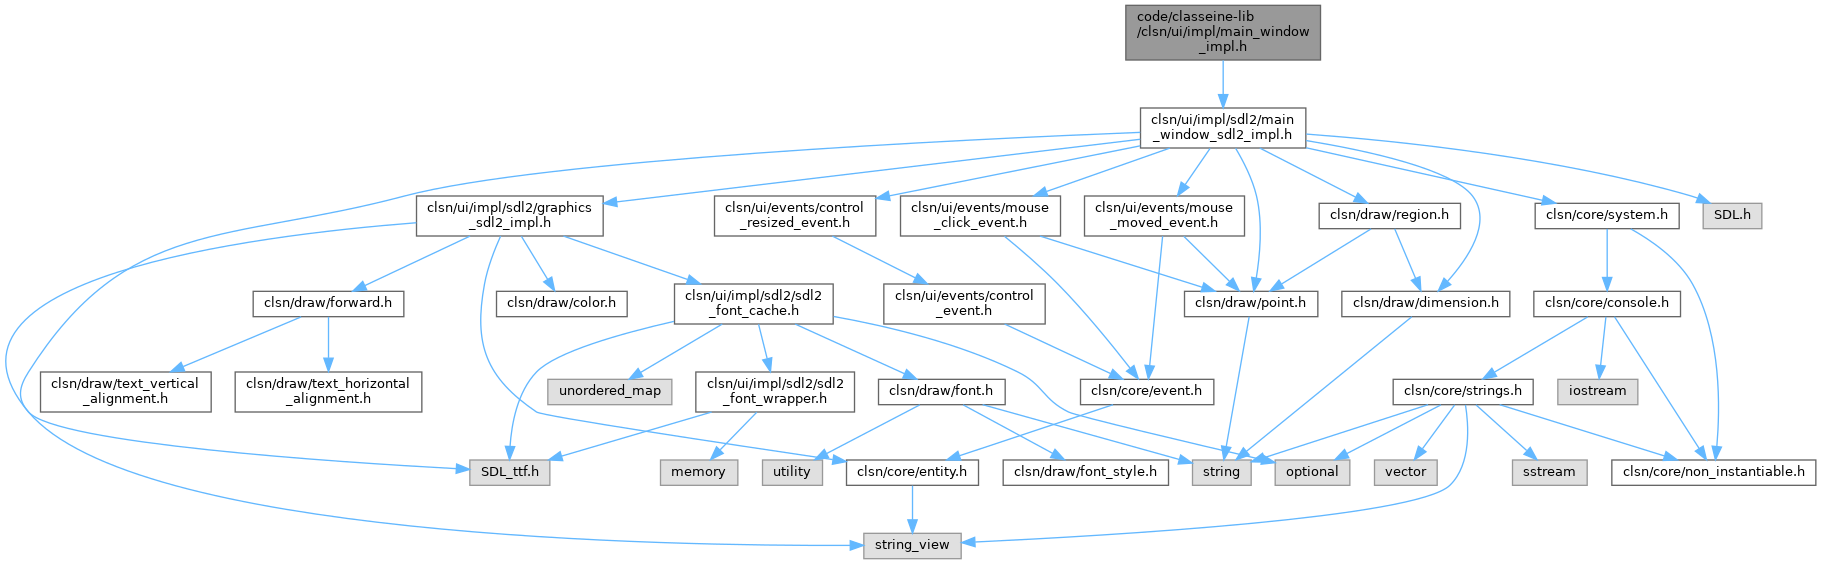 code/classeine-lib
/clsn/ui/impl/main_window
_impl.h
clsn/ui/impl/sdl2/main
_window_sdl2_impl.h
clsn/ui/impl/sdl2/graphics
_sdl2_impl.h
clsn/ui/events/control
_resized_event.h
clsn/ui/events/mouse
_click_event.h
clsn/ui/events/mouse
_moved_event.h
clsn/draw/region.h
clsn/core/system.h
SDL.h
clsn/draw/forward.h
clsn/draw/color.h
clsn/ui/impl/sdl2/sdl2
_font_cache.h
clsn/ui/events/control
_event.h
clsn/draw/point.h
clsn/draw/dimension.h
clsn/core/console.h
clsn/draw/text_vertical
_alignment.h
clsn/draw/text_horizontal
_alignment.h
unordered_map
clsn/ui/impl/sdl2/sdl2
_font_wrapper.h
clsn/draw/font.h
clsn/core/event.h
clsn/core/strings.h
iostream
SDL_ttf.h
memory
utility
clsn/core/entity.h
clsn/draw/font_style.h
string
optional
vector
sstream
clsn/core/non_instantiable.h
string_view